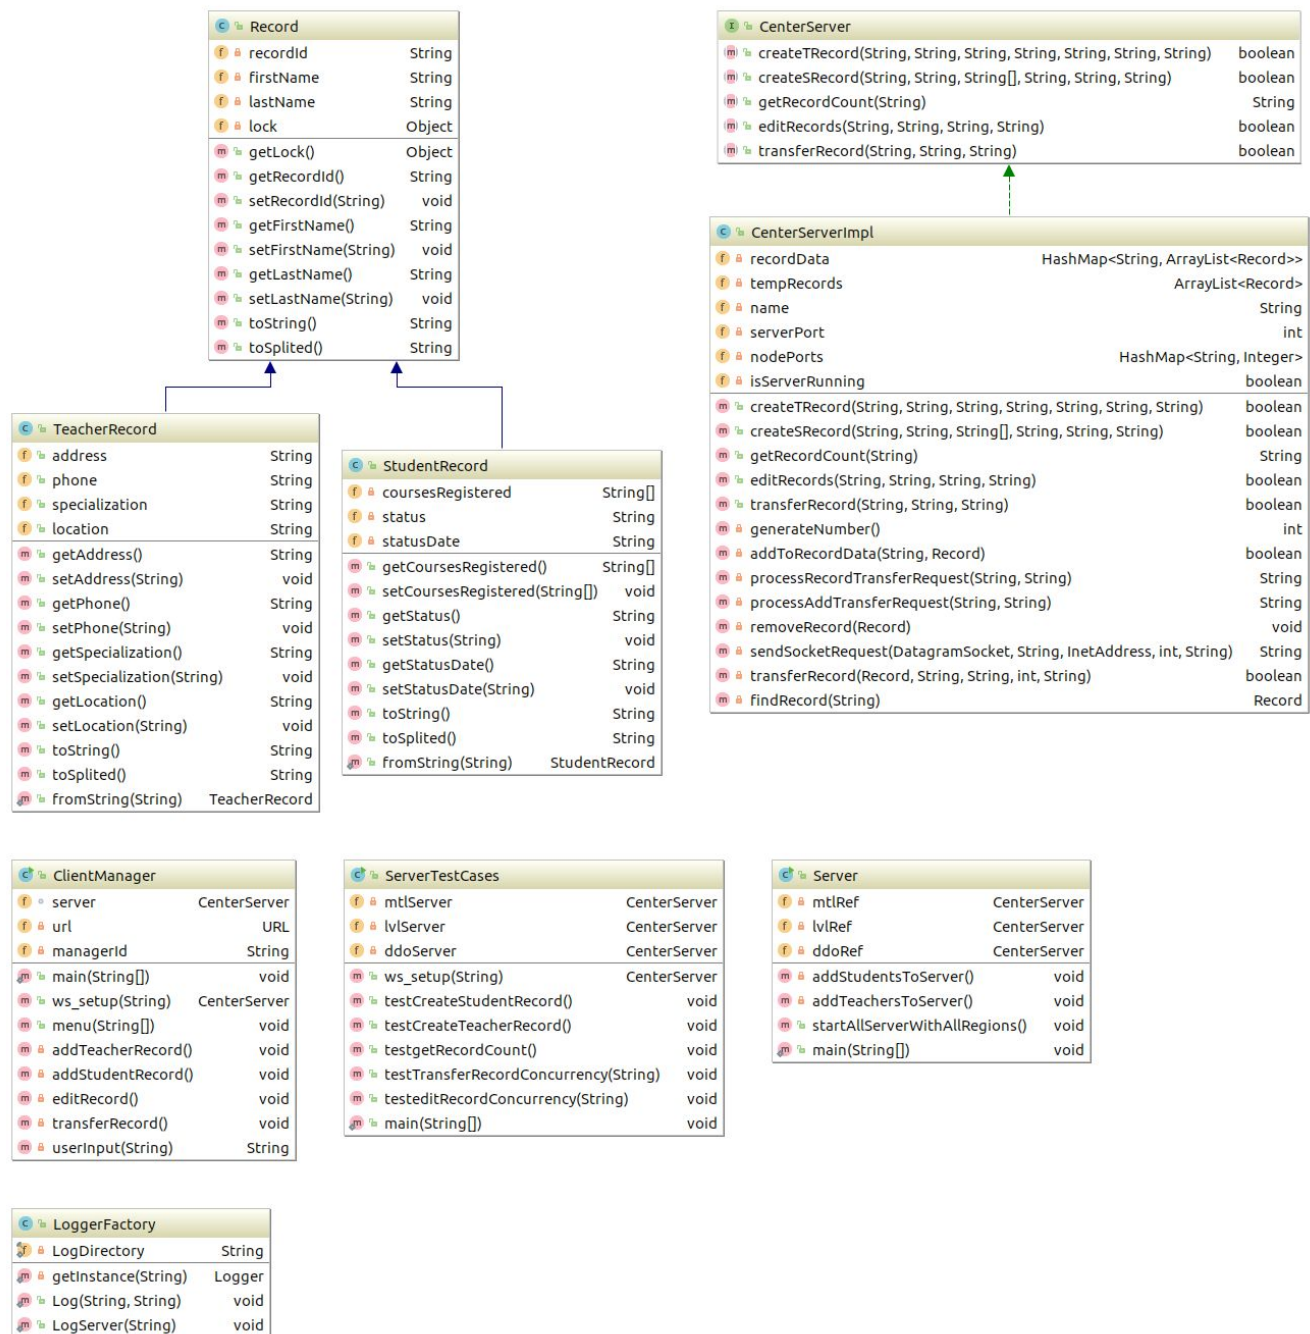 Record
recordId String
firstName String
lastName String
lock Object
getLock() Object
getRecordId() String
setRecordId(String) void
getFirstName() String
setFirstName(String) void
getLastName() String
setLastName(String) void
toString() String
toSplited() String
CenterServer
createTRecord(String, String, String, String, String, String, String) boolean
createSRecord(String, String, String[], String, String, String) boolean
getRecordCount(String) String
editRecords(String, String, String, String) boolean
transferRecord(String, String, String) boolean
CenterServerImpl
recordData HashMap<String, ArrayList<Record>>
tempRecords ArrayList<Record>
name String
serverPort int
nodePorts HashMap<String, Integer>
isServerRunning boolean
createTRecord(String, String, String, String, String, String, String) boolean
createSRecord(String, String, String[], String, String, String) boolean
getRecordCount(String) String
editRecords(String, String, String, String) boolean
transferRecord(String, String, String) boolean
generateNumber() int
addToRecordData(String, Record) boolean
processRecordTransferRequest(String, String) String
processAddTransferRequest(String, String) String
removeRecord(Record) void
sendSocketRequest(DatagramSocket, String, InetAddress, int, String) String
transferRecord(Record, String, String, int, String) boolean
findRecord(String) Record
TeacherRecord
address String
phone String
specialization String
location String
getAddress() String
setAddress(String) void
getPhone() String
setPhone(String) void
getSpecialization() String
setSpecialization(String) void
getLocation() String
setLocation(String) void
toString() String
toSplited() String
fromString(String) TeacherRecord
StudentRecord
coursesRegistered String[]
status String
statusDate String
getCoursesRegistered() String[]
setCoursesRegistered(String[]) void
getStatus() String
setStatus(String) void
getStatusDate() String
setStatusDate(String) void
toString() String
toSplited() String
fromString(String) StudentRecord
ClientManager
server CenterServer
url URL
managerId String
main(String[]) void
ws_setup(String) CenterServer
menu(String[]) void
addTeacherRecord() void
addStudentRecord() void
editRecord() void
transferRecord() void
userInput(String) String
ServerTestCases
mtlServer CenterServer
lvlServer CenterServer
ddoServer CenterServer
ws_setup(String) CenterServer
testCreateStudentRecord() void
testCreateTeacherRecord() void
testgetRecordCount() void
testTransferRecordConcurrency(String) void
testeditRecordConcurrency(String) void
main(String[]) void
Server
mtlRef CenterServer
lvlRef CenterServer
ddoRef CenterServer
addStudentsToServer() void
addTeachersToServer() void
startAllServerWithAllRegions() void
main(String[]) void
LoggerFactory
LogDirectory String
getInstance(String) Logger
Log(String, String) void
LogServer(String) void